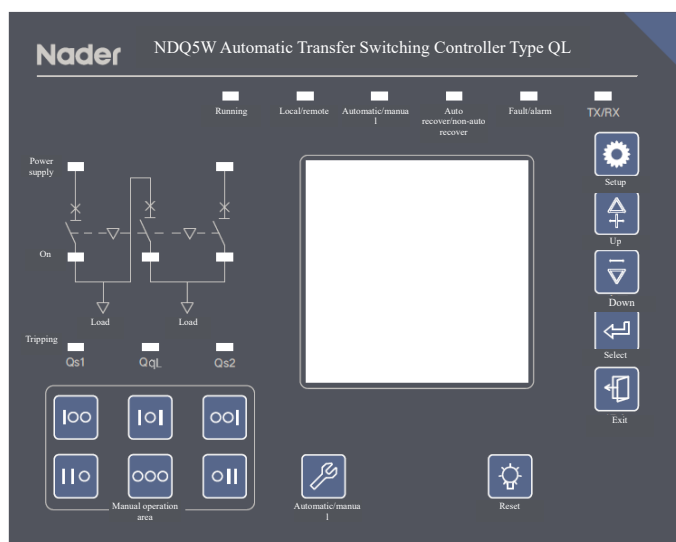 Nader
NDQ5W Automatic Transfer Switching Controller Type QL
Running
Local/remote
Automatic/manua
l
Auto
recover/non-auto
recover
Fault/alarm
TX/RX
Power
supply
Setup
Up
On
Down
Load
Load
Tripping
Select
Qs1
QqL
Qs2
Exit
Manual operation
area
Automatic/manua
l
Reset